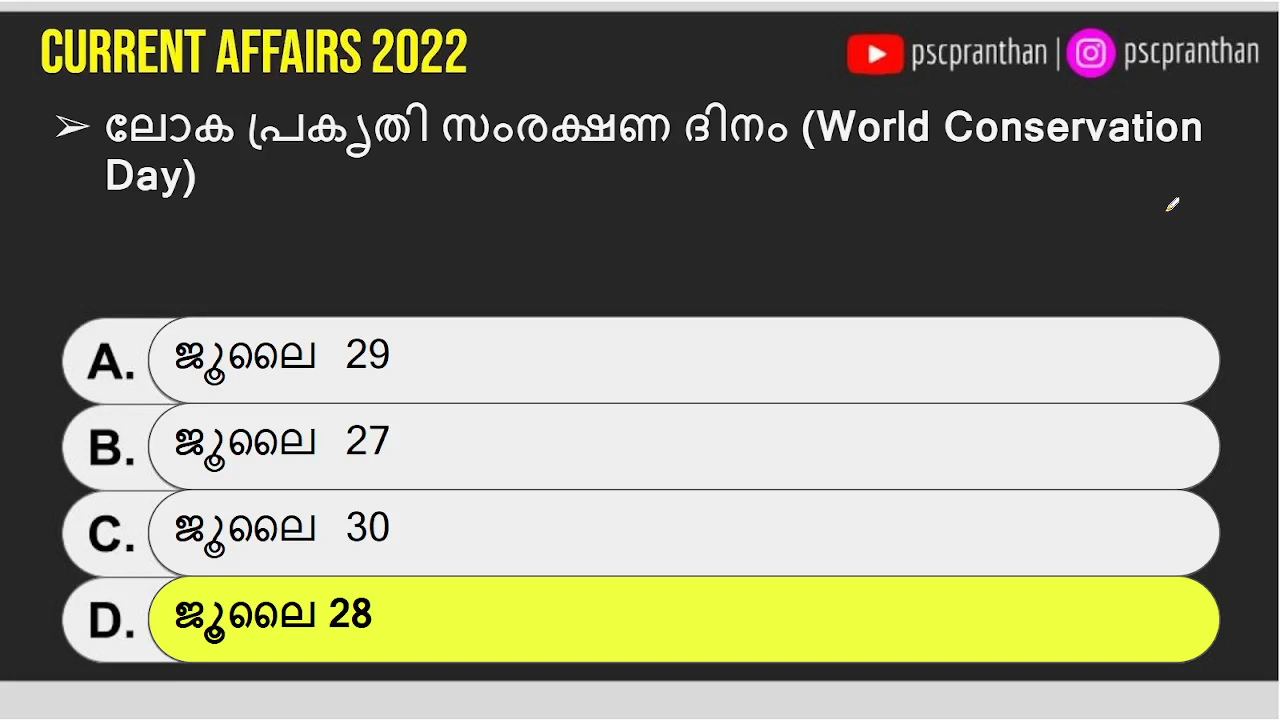 CURRENT AFFAIRS 2022
pscpranthan | pscpranthan
➢ ലോക പ്രകൃതി സംരക്ഷണ ദിനം (World Conservation
Day)
A. ജൂലൈ 29
B. ജൂലൈ 27
C. ജൂലൈ 30
D. ജൂലൈ 28